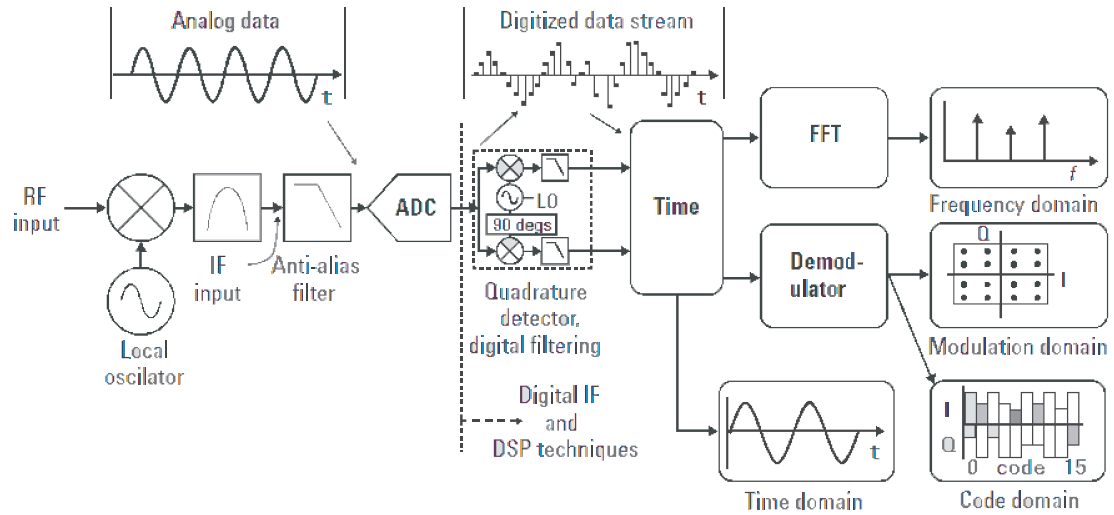 Analog data
t
Digitized data stream
t
RF
input
IF
input
Anti-alias
filter
Local
oscilator
ADC
LO
90 degs
Quadrature
detector,
digital filtering
Digital IF
and
DSP techniques
Time
FFT
f
Frequency domain
Demod-
ulator
Q
I
Modulation domain
t
Time domain
I
Q
0 code 15
Code domain